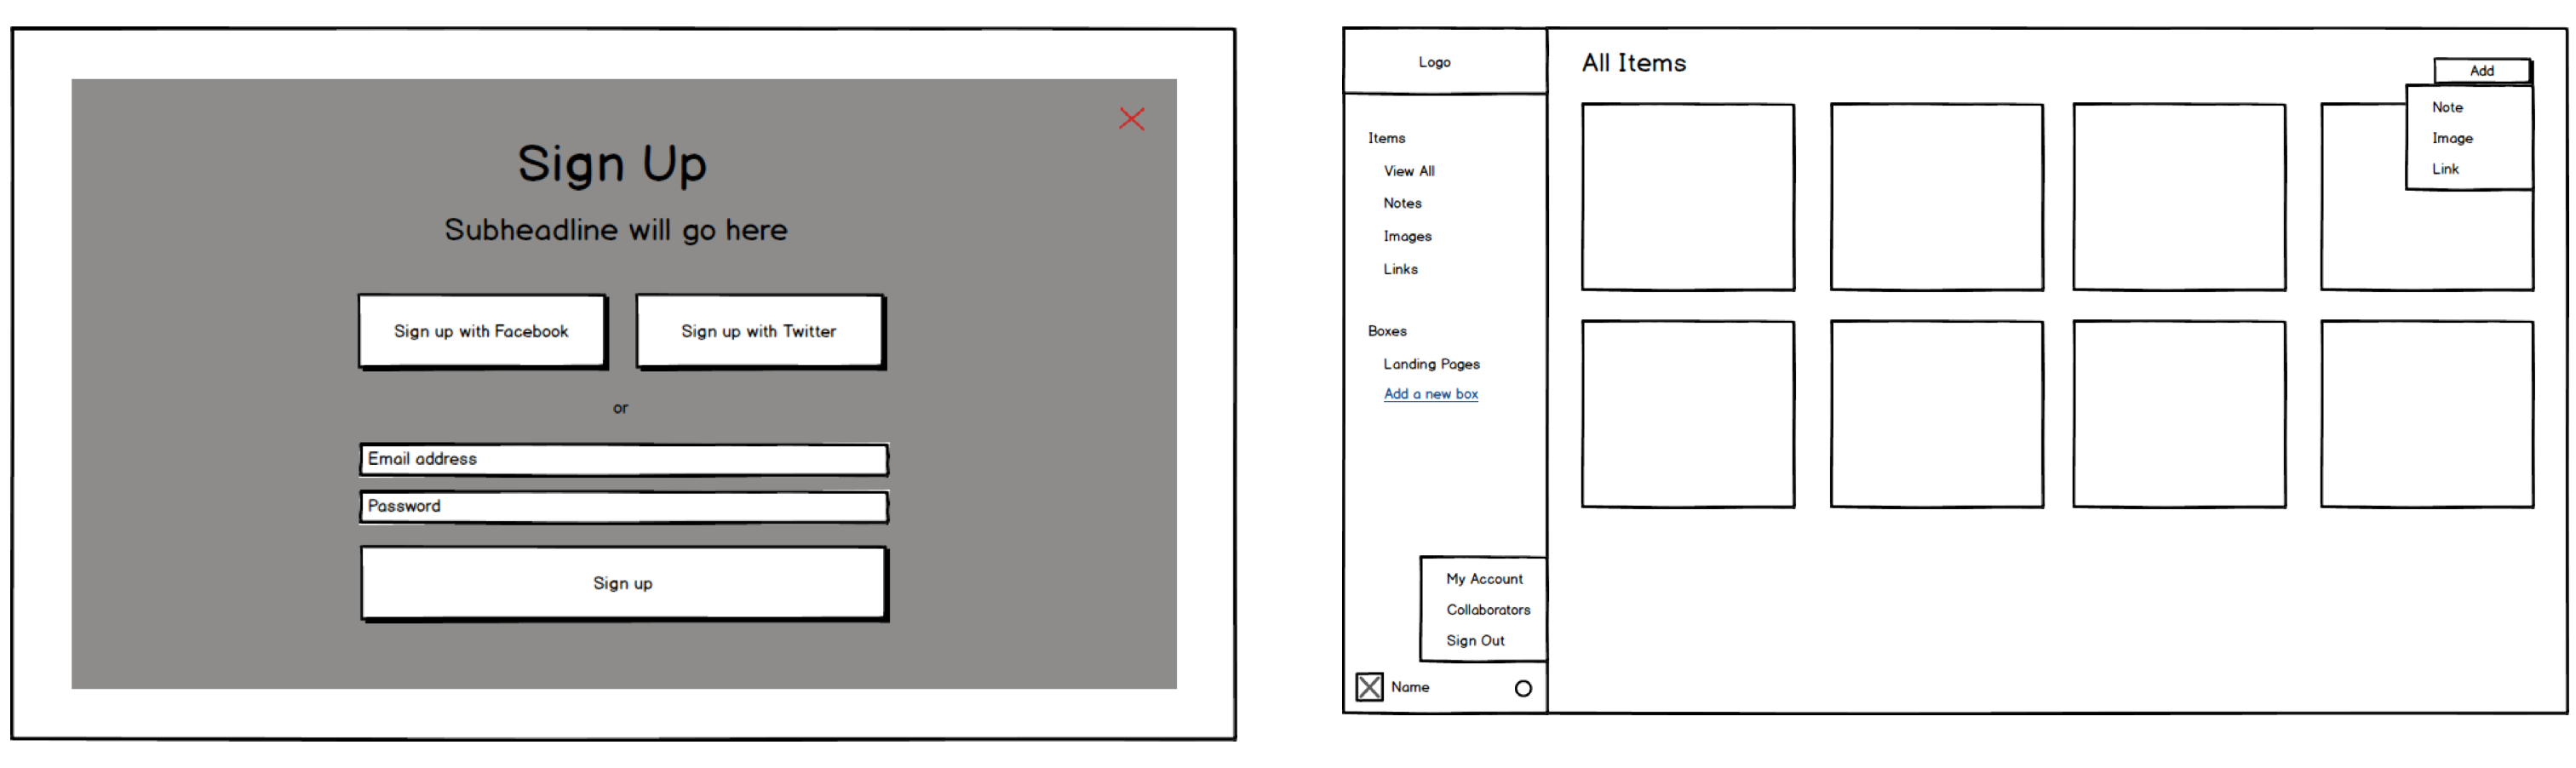 Sign Up
Subheadline will go here
Sign up with Facebook
Sign up with Twitter
or
Email address
Password
Sign up
Logo
Items
View All
Notes
Images
Links
Boxes
Landing Pages
Add a new box
My Account
Collaborators
Sign Out
Name
All Items
Add
Note
Image
Link